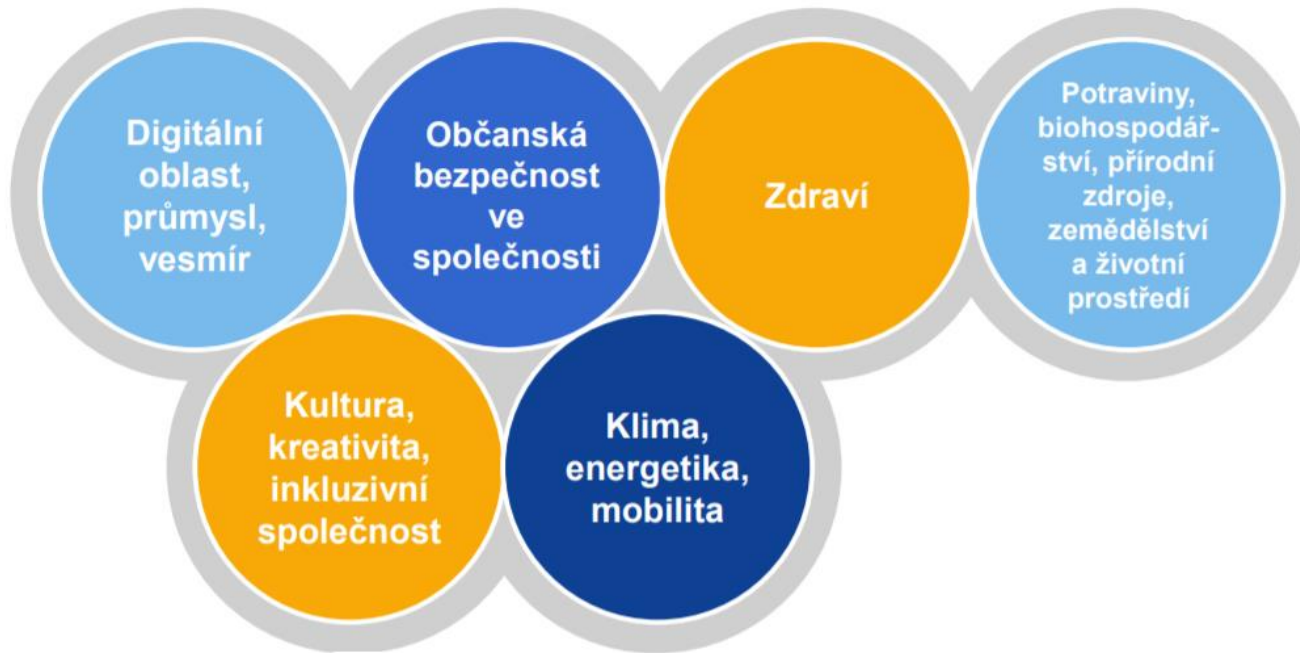 Digitální
oblast,
průmysl,
vesmír
Občanská
bezpečnost
ve
společnosti
Zdraví
Potraviny,
biohospodář-
ství, přírodní
zdroje,
zemědělství
a životní
prostředí
Kultura,
kreativita,
inkluzivní
společnost
Klima,
energetika,
mobilita